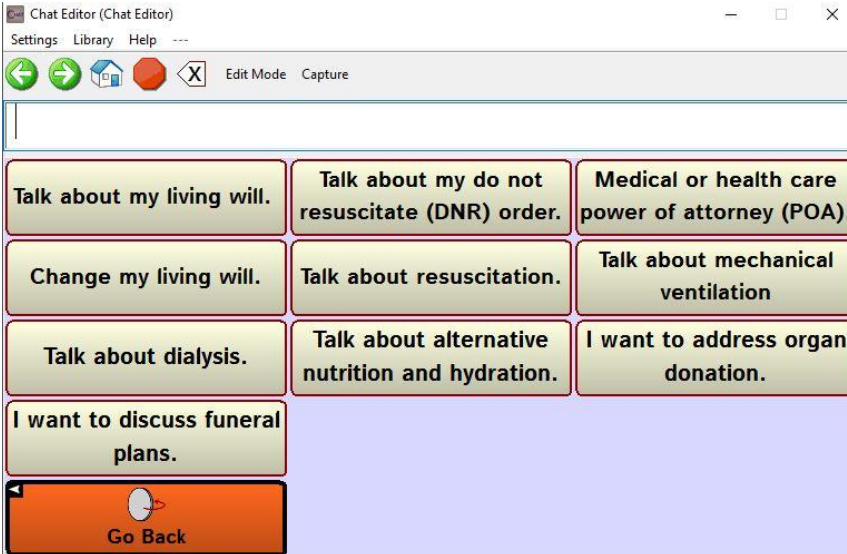 Chat Editor (Chat Editor)
Settings Library Help ---
X Edit Mode Capture
Talk about my living will.
Talk about my do not
resuscitate (DNR) order.
Medical or health care
power of attorney (POA)
Change my living will.
Talk about resuscitation.
Talk about mechanical
ventilation
Talk about dialysis.
Talk about alternative
nutrition and hydration.
I want to address organ
donation.
I want to discuss funeral
plans.
Go Back